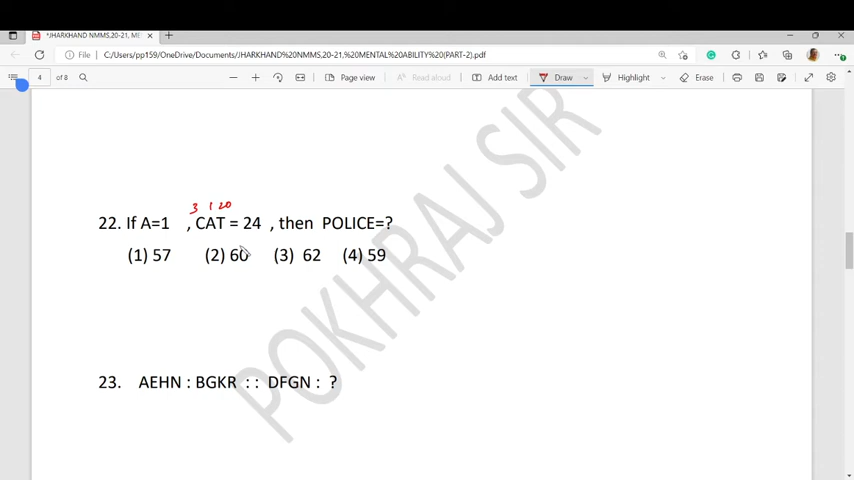 *JHARKHAND NMMS,20-21, MEN
File
C:/Users/pp159/OneDrive/Documents/JHARKHAND%20NMMS,20-21,%20MENTAL%20ABILITY%20(PART-2).pdf
4 of 8
Page view
Read aloud
Add text
Draw
Highlight
Erase
3 1 20
22. If A=1 , CAT = 24 , then POLICE=?
(1) 57 (2) 60 (3) 62 (4) 59
23. AEHN : BGKR : : DFGN : ?
POKHRAJ SIR